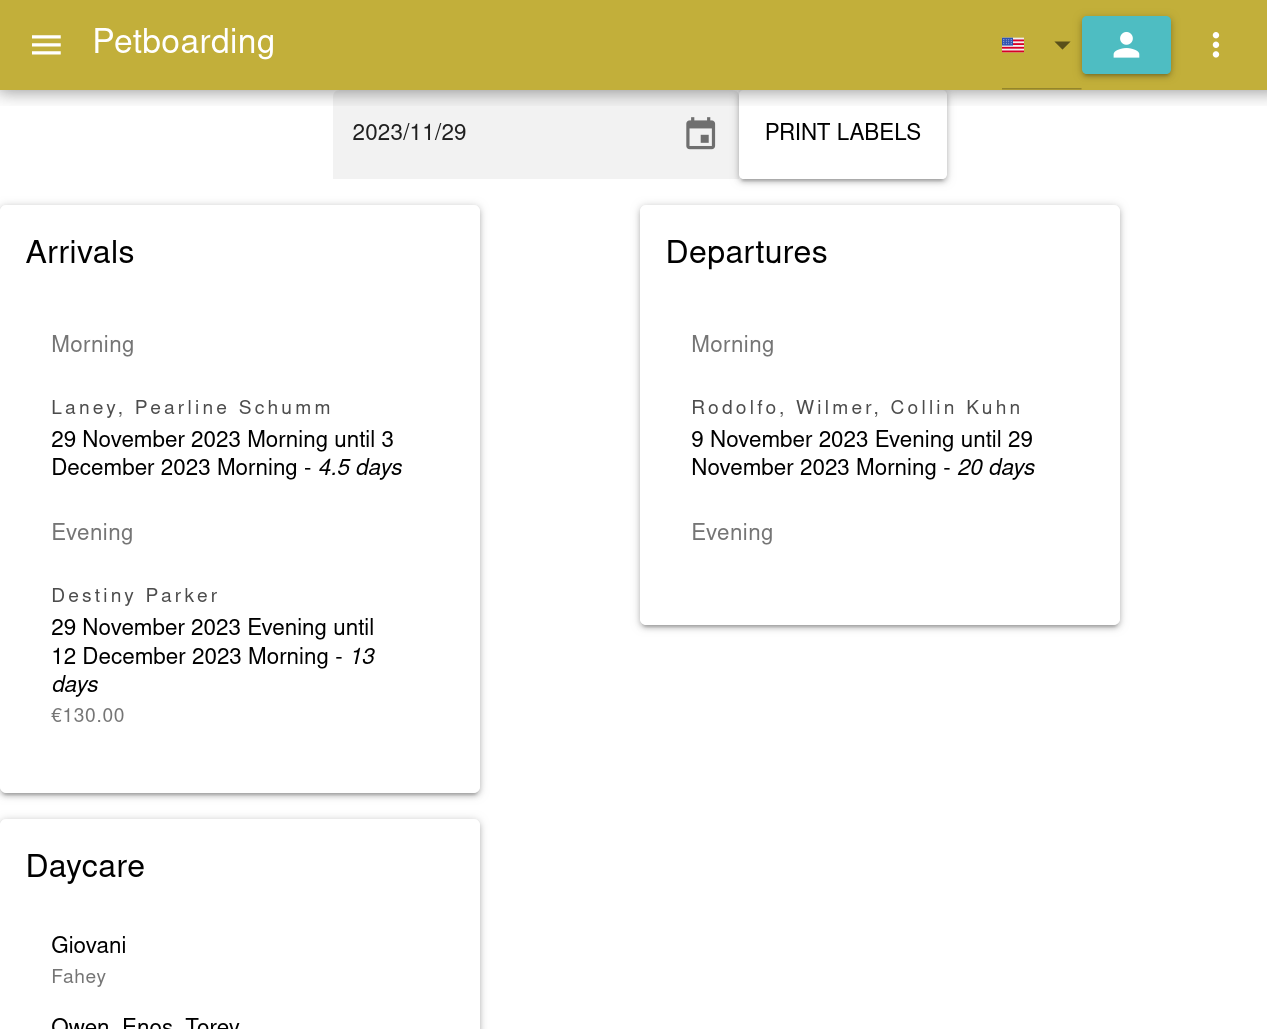 Petboarding
2023/11/29
PRINT LABELS
Arrivals
Morning
Laney, Pearline Schumm
29 November 2023 Morning until 3
December 2023 Morning - 4.5 days
Evening
Destiny Parker
29 November 2023 Evening until
12 December 2023 Morning - 13
days
€130.00
Departures
Morning
Rodolfo, Wilmer, Collin Kuhn
9 November 2023 Evening until 29
November 2023 Morning - 20 days
Evening
Daycare
Giovani
Fahey
Owen, Enos, Torey